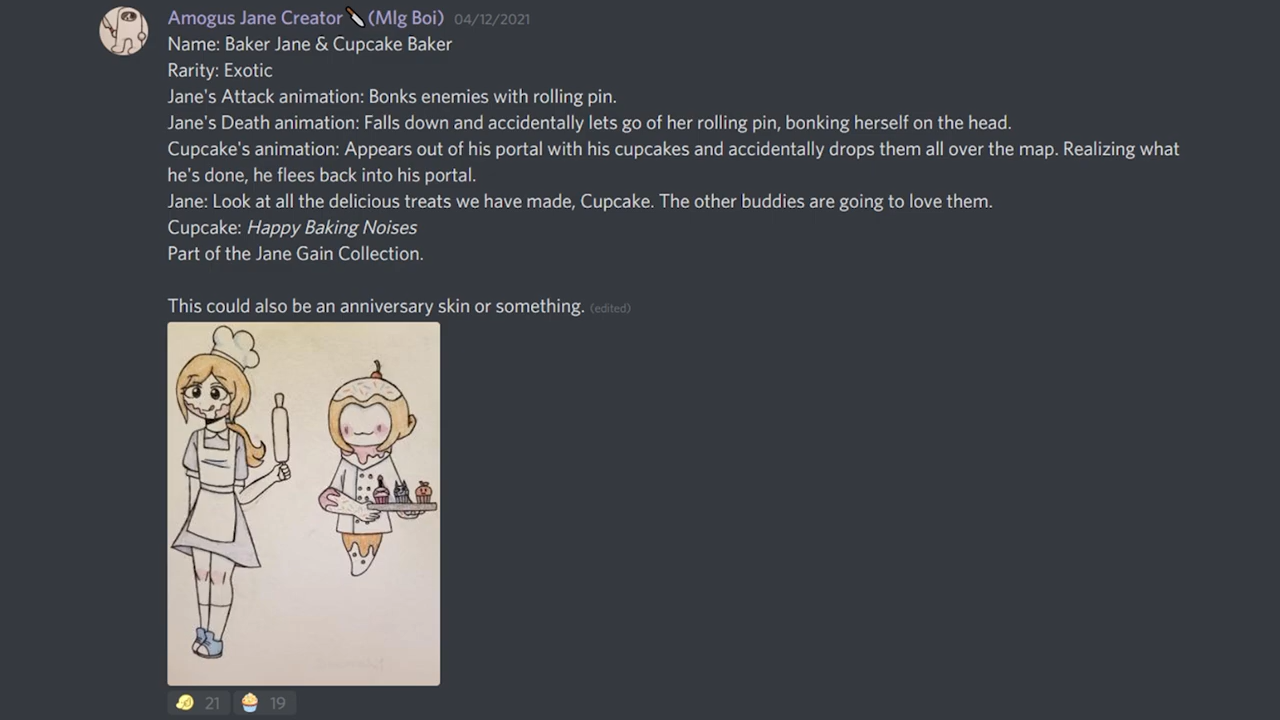 Amogus Jane Creator🔪(Mlg Boi) 04/12/2021
Name: Baker Jane & Cupcake Baker
Rarity: Exotic
Jane's Attack animation: Bonks enemies with rolling pin.
Jane's Death animation: Falls down and accidentally lets go of her rolling pin, bonking herself on the head.
Cupcake's animation: Appears out of his portal with his cupcakes and accidentally drops them all over the map. Realizing what
he's done, he flees back into his portal.
Jane: Look at all the delicious treats we have made, Cupcake. The other buddies are going to love them.
Cupcake: Happy Baking Noises
Part of the Jane Gain Collection.
This could also be an anniversary skin or something. (edited)
21 19